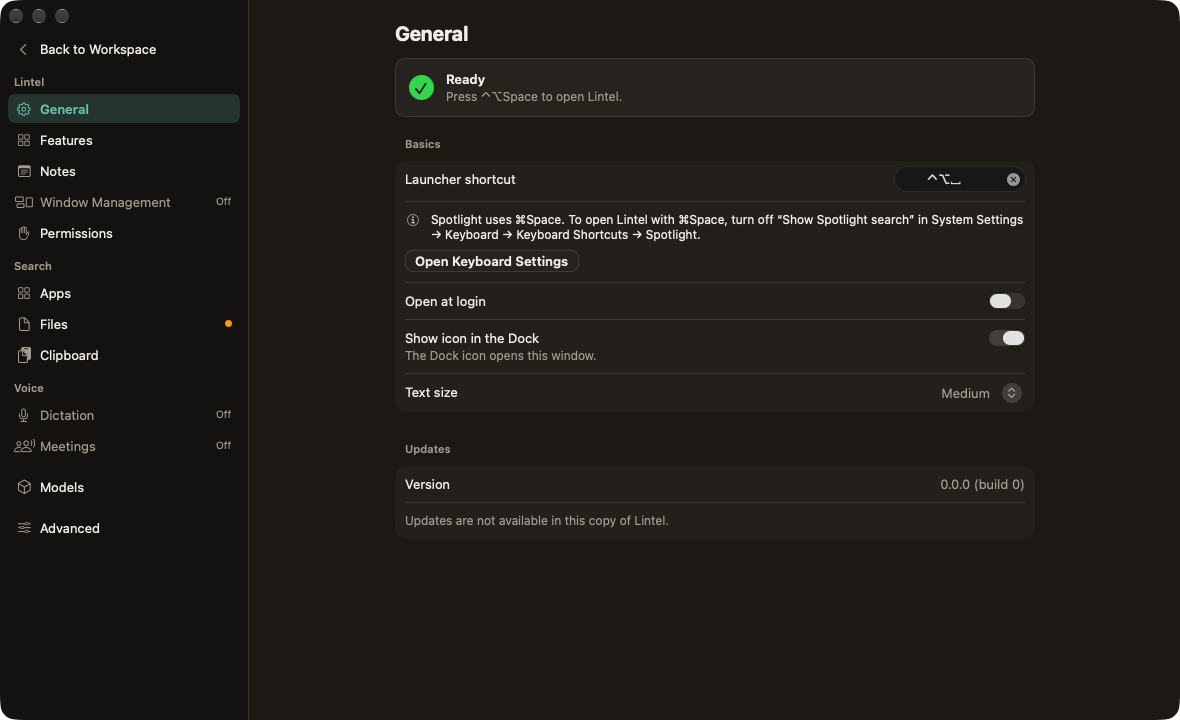 Back to Workspace
Lintel
General
Features
Notes
Window Management Off
Permissions
Search
Apps
Files
Clipboard
Voice
Dictation Off
Meetings Off
Models
Advanced
General
Ready
Press ⌃⌥Space to open Lintel.
Basics
Launcher shortcut ⌃⌥⎵
Spotlight uses ⌘Space. To open Lintel with ⌘Space, turn off “Show Spotlight search” in System Settings
→ Keyboard → Keyboard Shortcuts → Spotlight.
Open Keyboard Settings
Open at login
Show icon in the Dock
The Dock icon opens this window.
Text size Medium
Updates
Version 0.0.0 (build 0)
Updates are not available in this copy of Lintel.